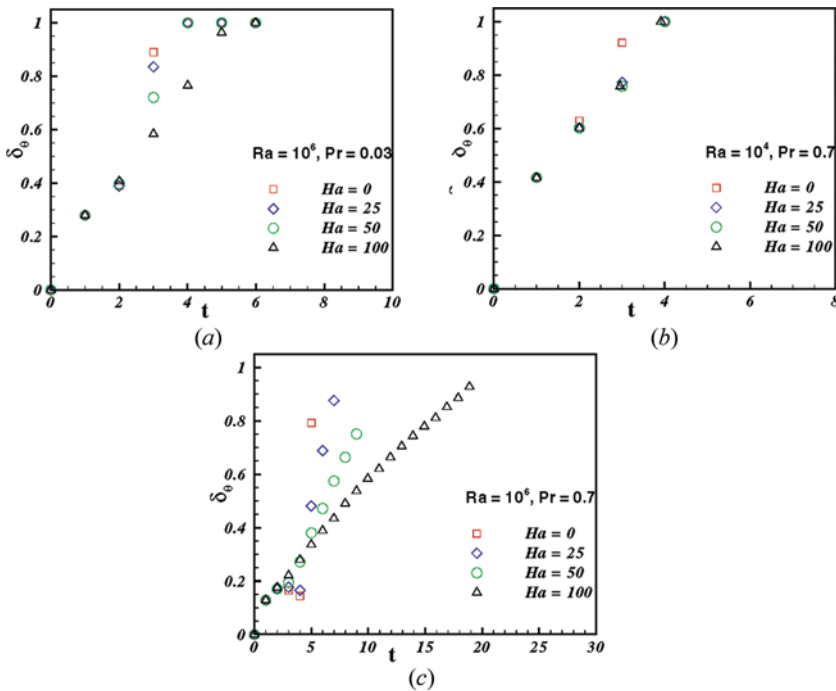 1
0.8
0.6
0.4
0.2
0
δθ
Ra = 10⁶, Pr = 0.03
Ha = 0
Ha = 25
Ha = 50
Ha = 100
0 2 4 6 8 10
t
(a)
1
0.8
0.6
0.4
0.2
0
δθ
Ra = 10⁴, Pr = 0.7
Ha = 0
Ha = 25
Ha = 50
Ha = 100
0 2 4 6 8
t
(b)
1
0.8
0.6
0.4
0.2
0
δθ
Ra = 10⁶, Pr = 0.7
Ha = 0
Ha = 25
Ha = 50
Ha = 100
0 5 10 15 20 25 30
t
(c)